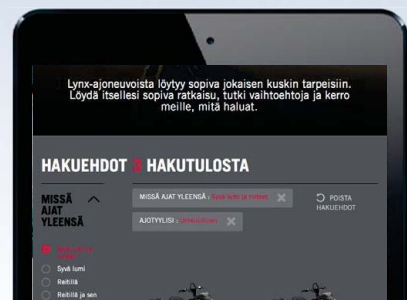 Lynx-ajoneuvoista löytyy sopiva jokaisen kuskin tarpeisiin.
Löydä itsellesi sopiva ratkaisu, tutki vaihtoehtoja ja kerro
meille, mitä haluat.
HAKUEHDOT 3 HAKUTULOSTA
MISSÄ
AJAT
YLEENSÄ
MISSÄ AJAT YLEENSÄ :
POISTA
HAKUEHDOT
AJOTYYLISI :
Syvä lumi
Reitillä
Reitillä ja sen